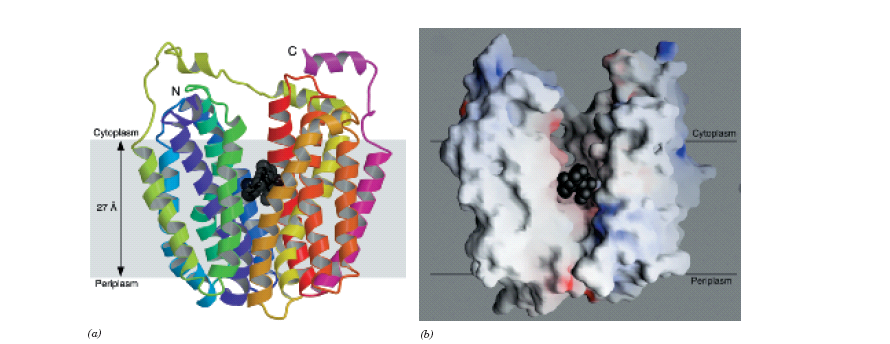 C
N
Cytoplasm
27 Å
Periplasm
(a)
Cytoplasm
Periplasm
(b)